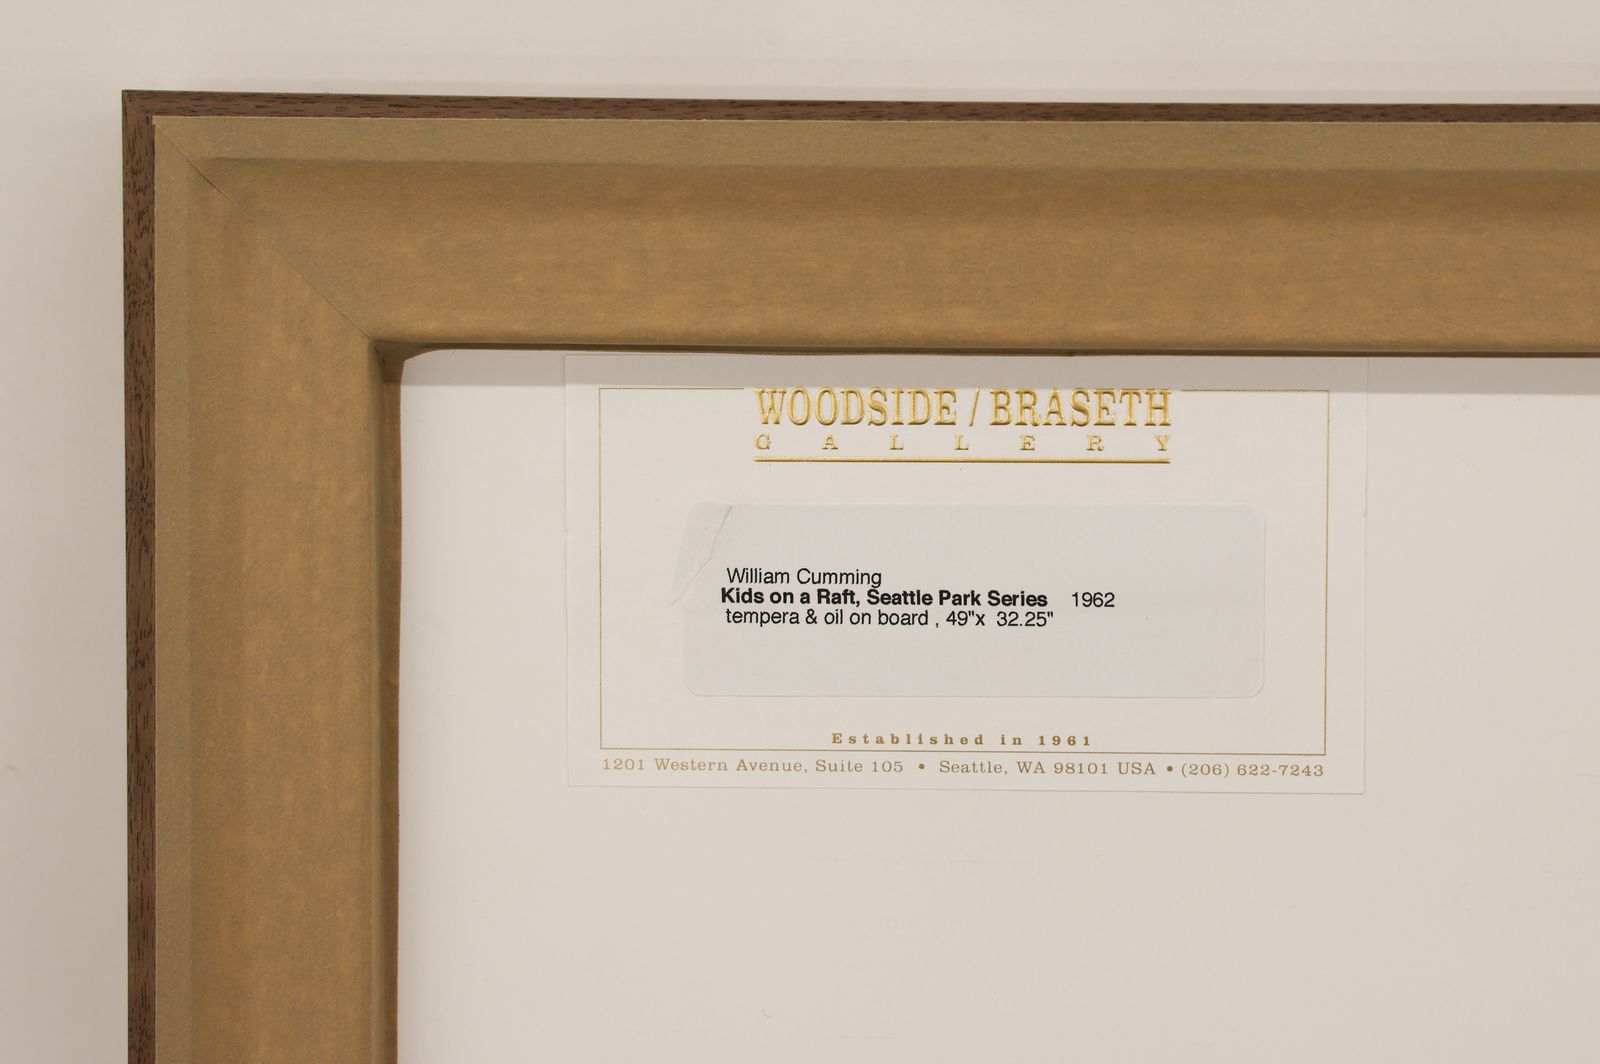 WOODSIDE / BRASETH
GALLERY
William Cumming
Kids on a Raft, Seattle Park Series 1962
tempera & oil on board , 49"x 32.25"
Established in 1961
1201 Western Avenue, Suite 105 • Seattle, WA 98101 USA • (206) 622-7243